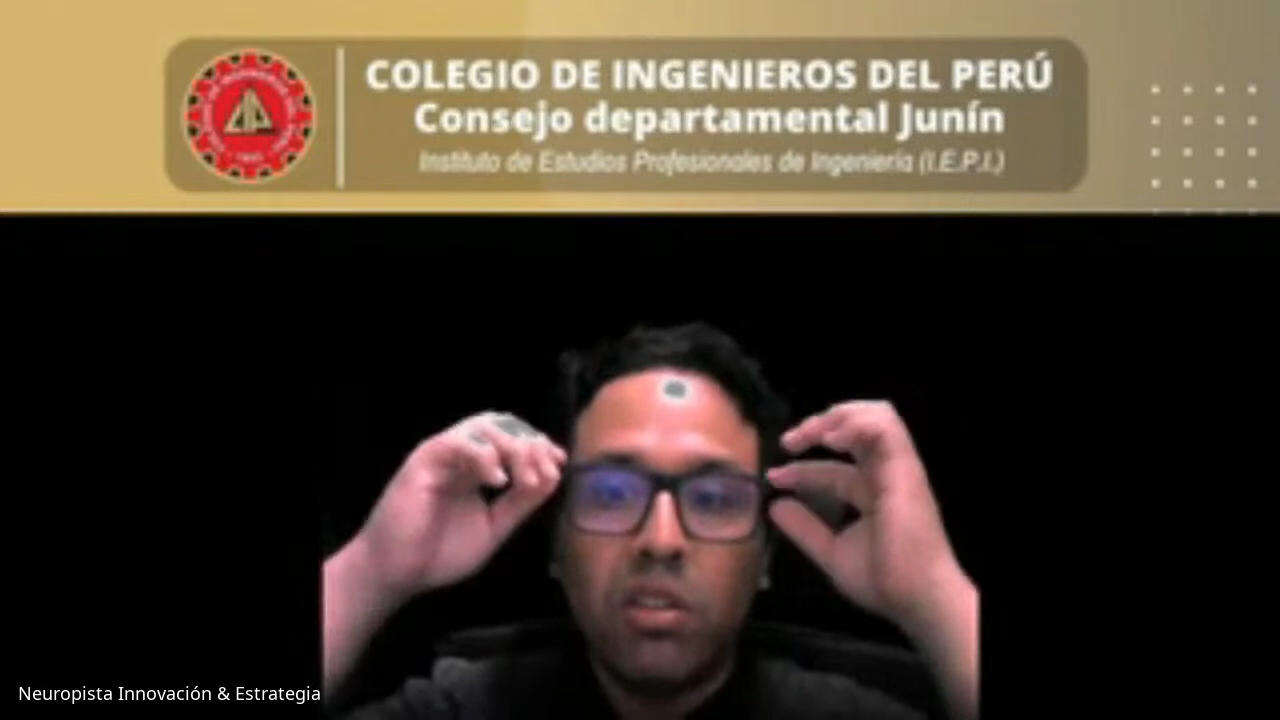 COLEGIO DE INGENIEROS DEL PERÚ
Consejo departamental Junín
Instituto de Estudios Profesionales de Ingeniería (I.E.P.I.)
Neuropista Innovación & Estrategia